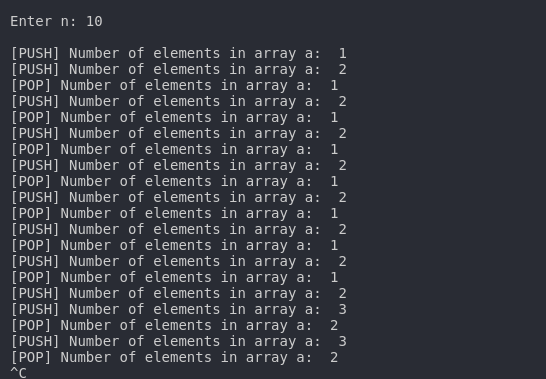 Enter n: 10
[PUSH] Number of elements in array a:  1
[PUSH] Number of elements in array a:  2
[POP] Number of elements in array a:  1
[PUSH] Number of elements in array a:  2
[POP] Number of elements in array a:  1
[PUSH] Number of elements in array a:  2
[POP] Number of elements in array a:  1
[PUSH] Number of elements in array a:  2
[POP] Number of elements in array a:  1
[PUSH] Number of elements in array a:  2
[POP] Number of elements in array a:  1
[PUSH] Number of elements in array a:  2
[POP] Number of elements in array a:  1
[PUSH] Number of elements in array a:  2
[POP] Number of elements in array a:  1
[PUSH] Number of elements in array a:  2
[PUSH] Number of elements in array a:  3
[POP] Number of elements in array a:  2
[PUSH] Number of elements in array a:  3
[POP] Number of elements in array a:  2
^C